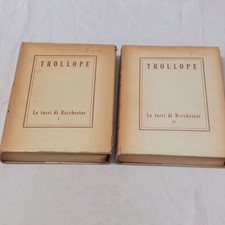 TROLLOPE
Le torri di Barchester
I
TROLLOPE
Le torri di Barchester
II